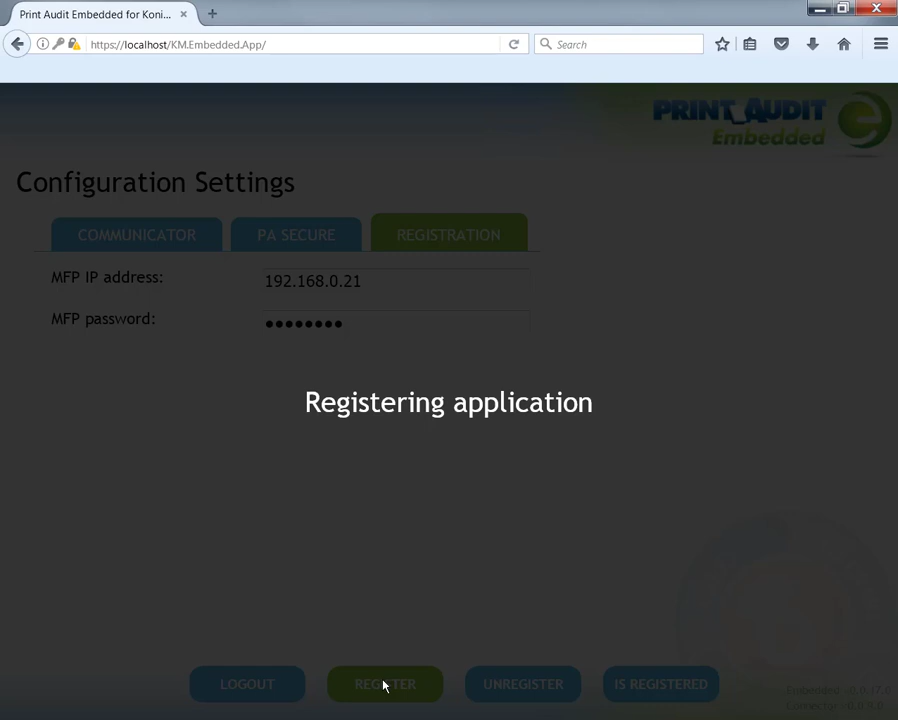 Print Audit Embedded for Koni...
https://localhost/KM.Embedded.App/
Search
PRINT AUDIT
Embedded
Configuration Settings
COMMUNICATOR PA SECURE REGISTRATION
MFP IP address: 192.168.0.21
MFP password: ●●●●●●●●
Registering application
LOGOUT REGISTER UNREGISTER IS REGISTERED